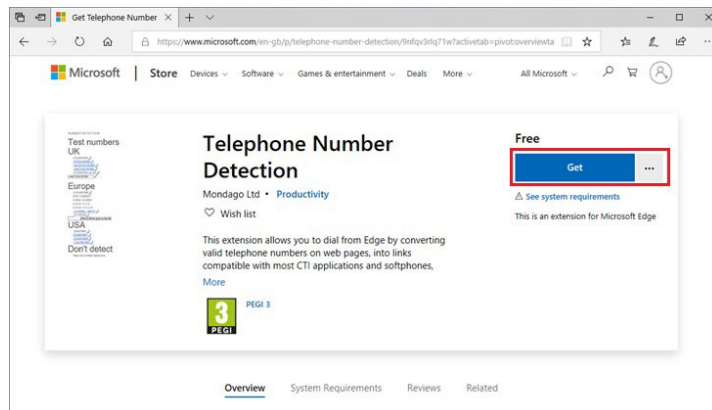 Get Telephone Number
https://www.microsoft.com/en-gb/p/telephone-number-detection/9nfqv3rlq71w?activetab=pivot:overviewta
Microsoft | Store Devices Software Games & entertainment Deals More All Microsoft
Test numbers
UK
Europe
USA
Don't detect
Telephone Number
Detection
Mondago Ltd • Productivity
Wish list
This extension allows you to dial from Edge by converting
valid telephone numbers on web pages, into links
compatible with most CTI applications and softphones,
More
3
PEGI
PEGI 3
Free
Get ...
See system requirements
This is an extension for Microsoft Edge
Overview System Requirements Reviews Related